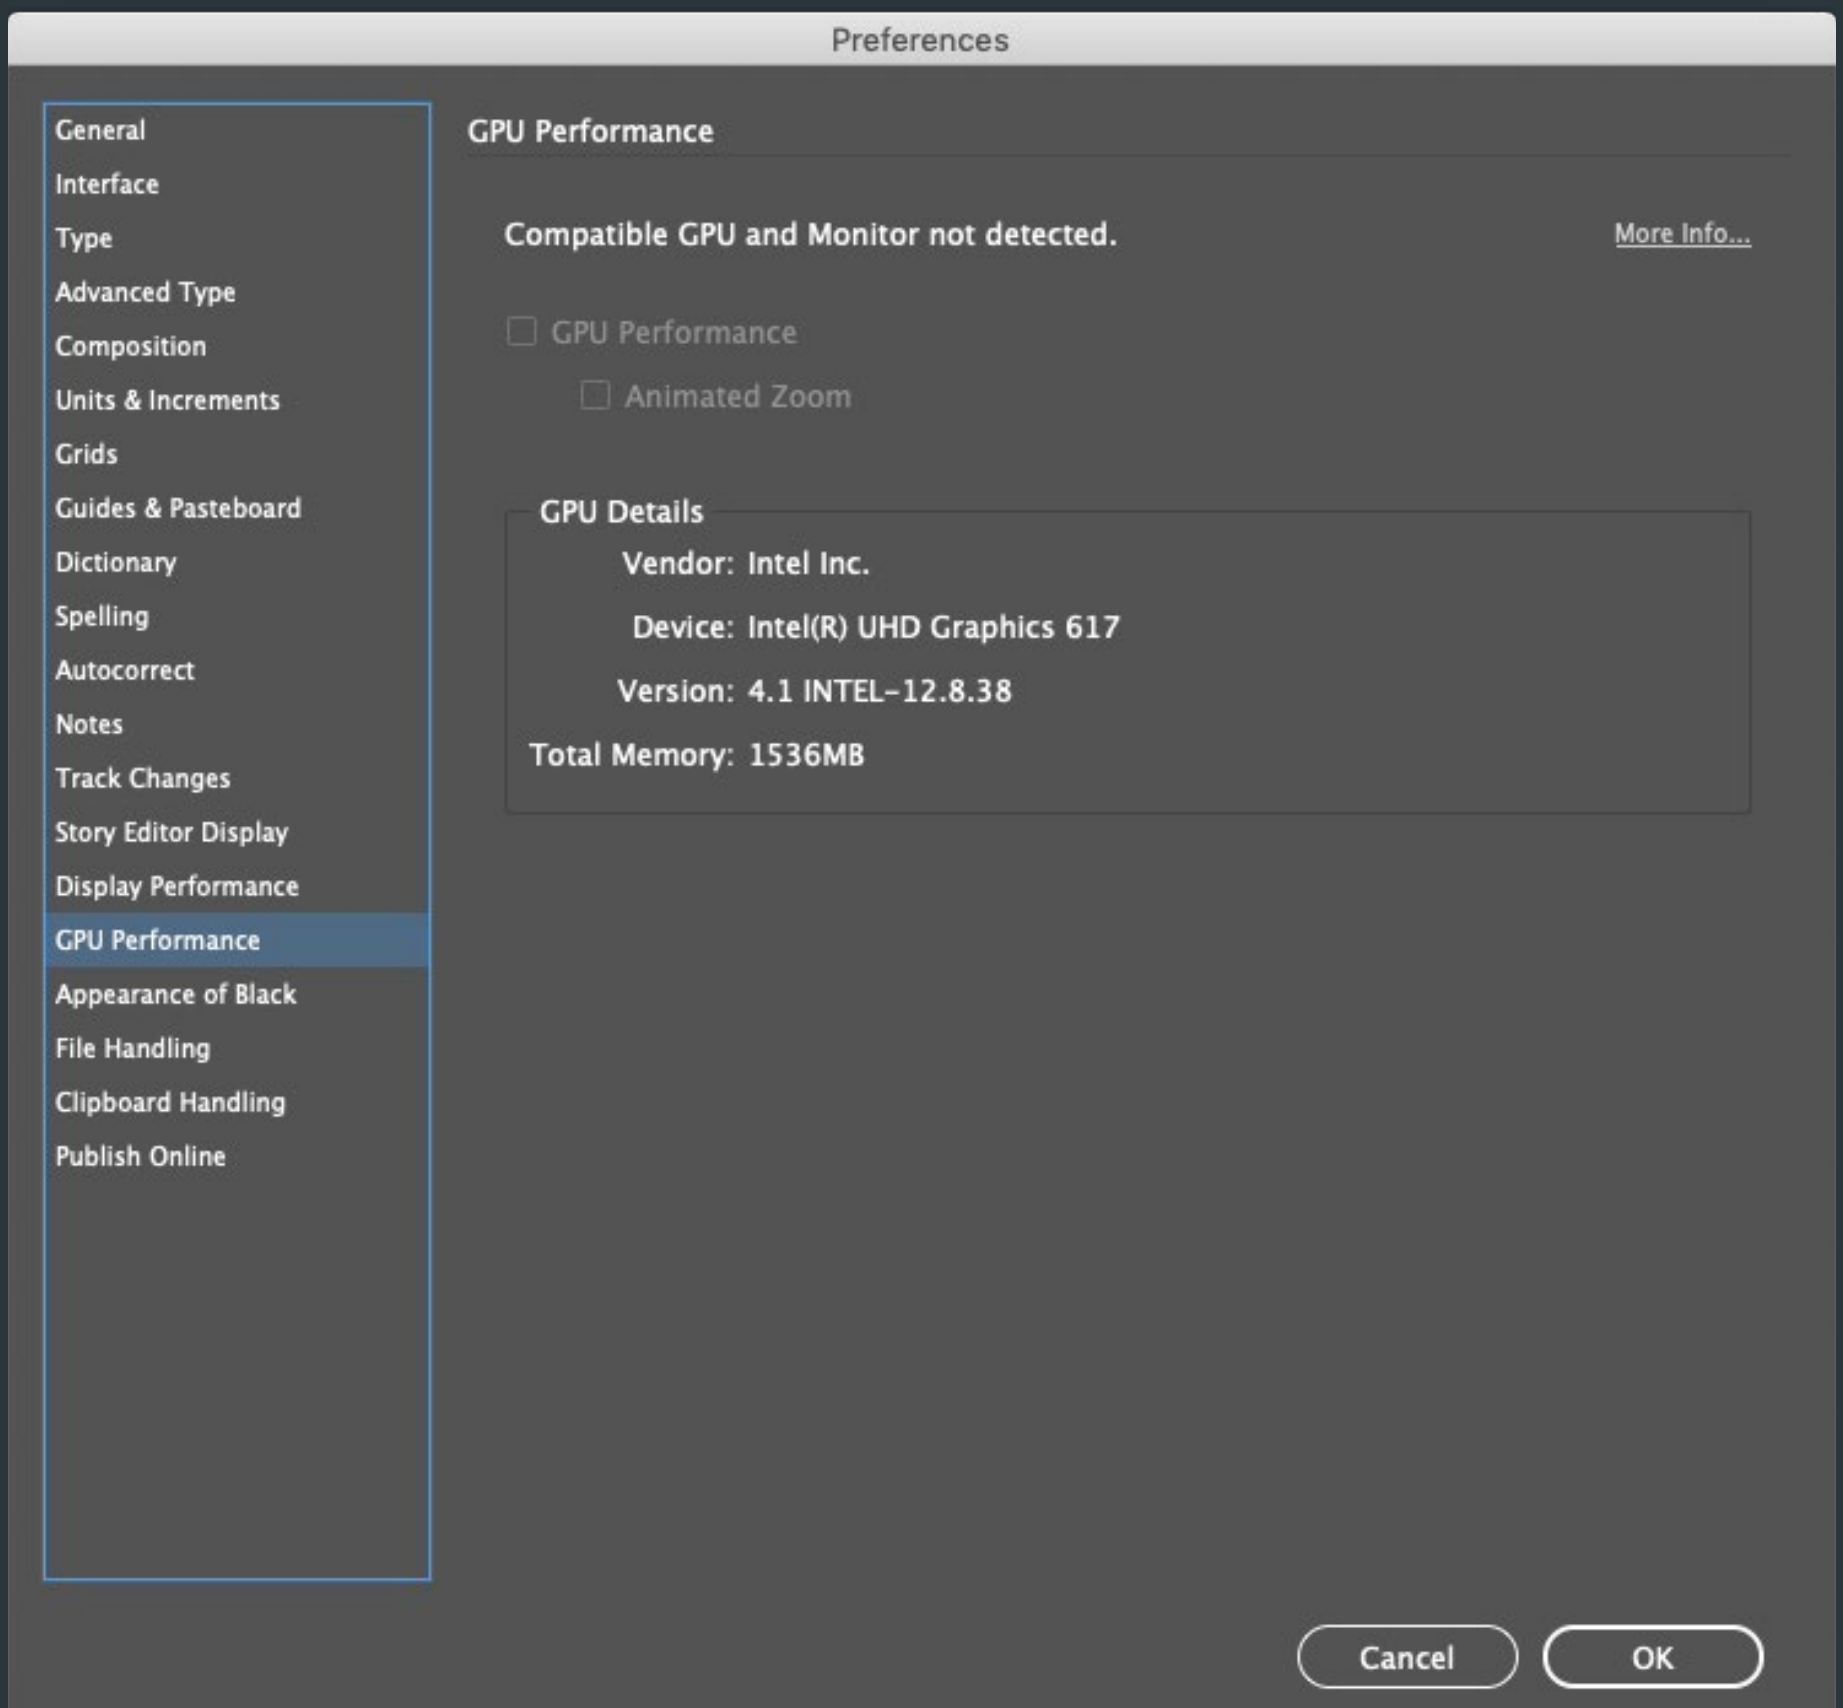 Preferences
General
Interface
Type
Advanced Type
Composition
Units & Increments
Grids
Guides & Pasteboard
Dictionary
Spelling
Autocorrect
Notes
Track Changes
Story Editor Display
Display Performance
GPU Performance
Appearance of Black
File Handling
Clipboard Handling
Publish Online
GPU Performance
Compatible GPU and Monitor not detected.
More Info...
GPU Performance
Animated Zoom
GPU Details
Vendor: Intel Inc.
Device: Intel(R) UHD Graphics 617
Version: 4.1 INTEL-12.8.38
Total Memory: 1536MB
Cancel
OK